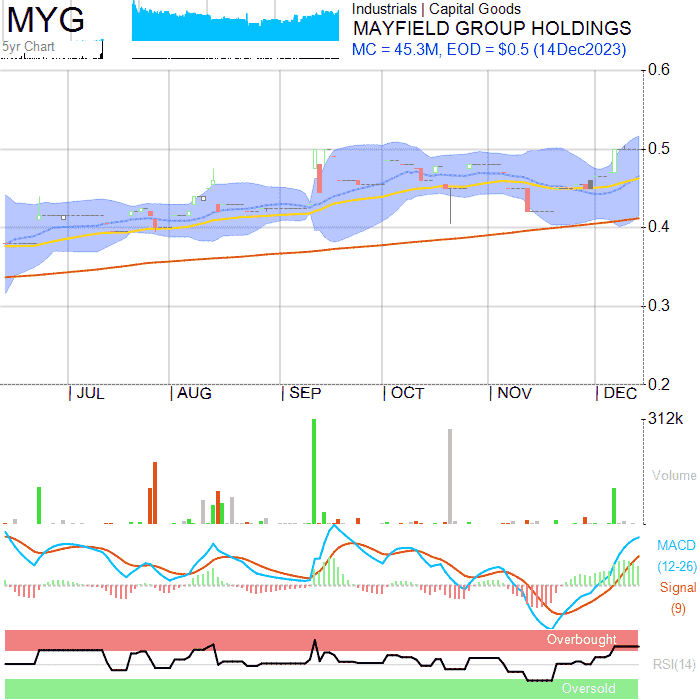 MYG
5yr Chart
Industrials | Capital Goods
MAYFIELD GROUP HOLDINGS
MC = 45.3M, EOD = $0.5 (14Dec2023)
0.6
0.5
0.4
0.3
0.2
JUL AUG SEP OCT NOV DEC
312k
Volume
MACD
(12-26)
Signal
(9)
Overbought
RSI(14)
Oversold